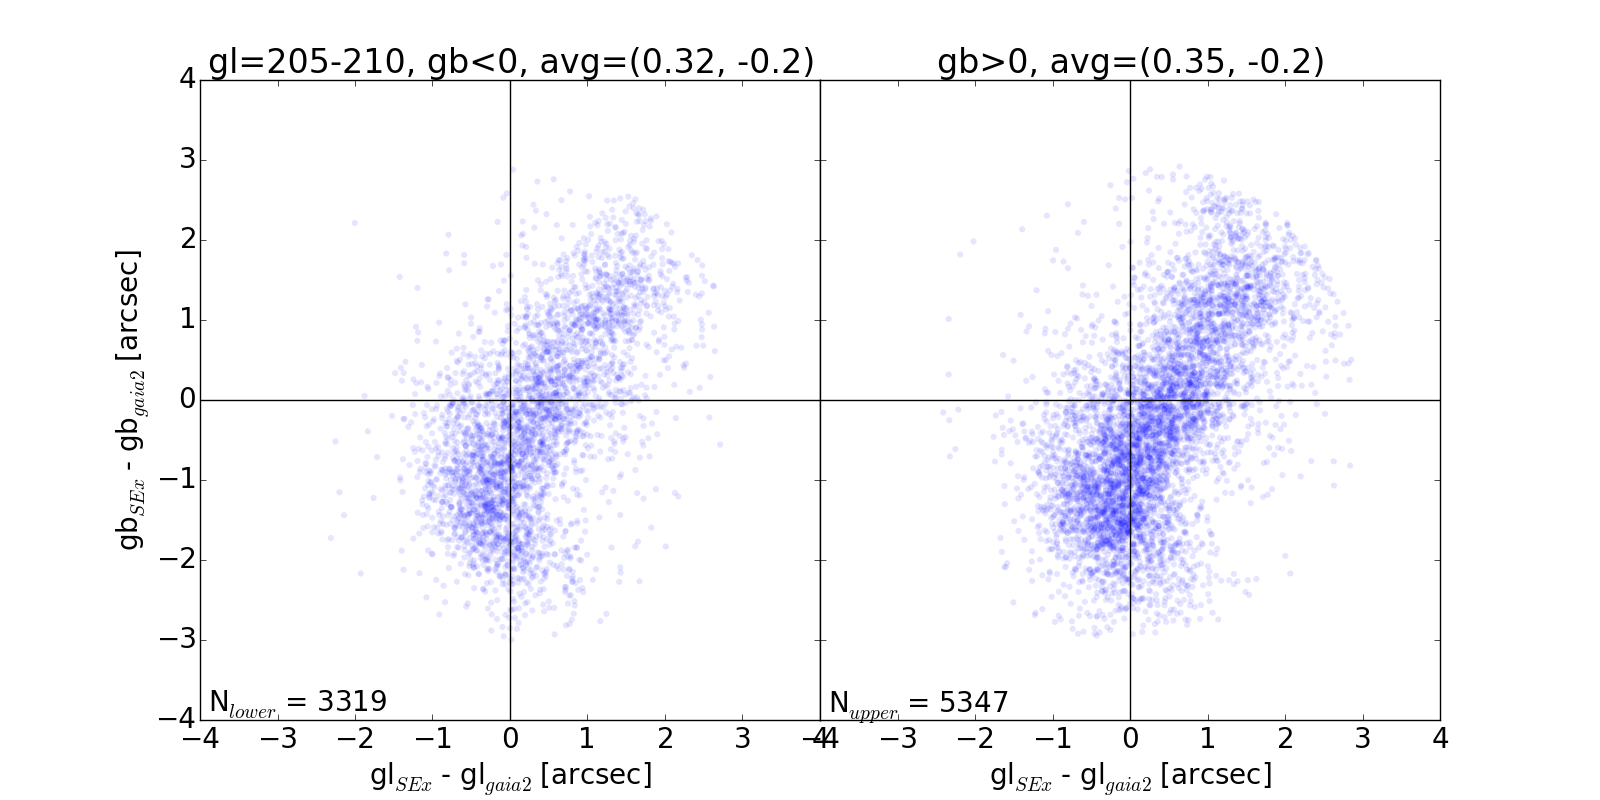 gl=205-210, gb<0, avg=(0.32, -0.2)
gb>0, avg=(0.35, -0.2)
4
3
2
1
0
−1
−2
−3
−4
gb_SEx - gb_gaia2 [arcsec]
N_lower = 3319
N_upper = 5347
−4 −3 −2 −1 0 1 2 3 4
−4 −3 −2 −1 0 1 2 3 4
gl_SEx - gl_gaia2 [arcsec]
gl_SEx - gl_gaia2 [arcsec]